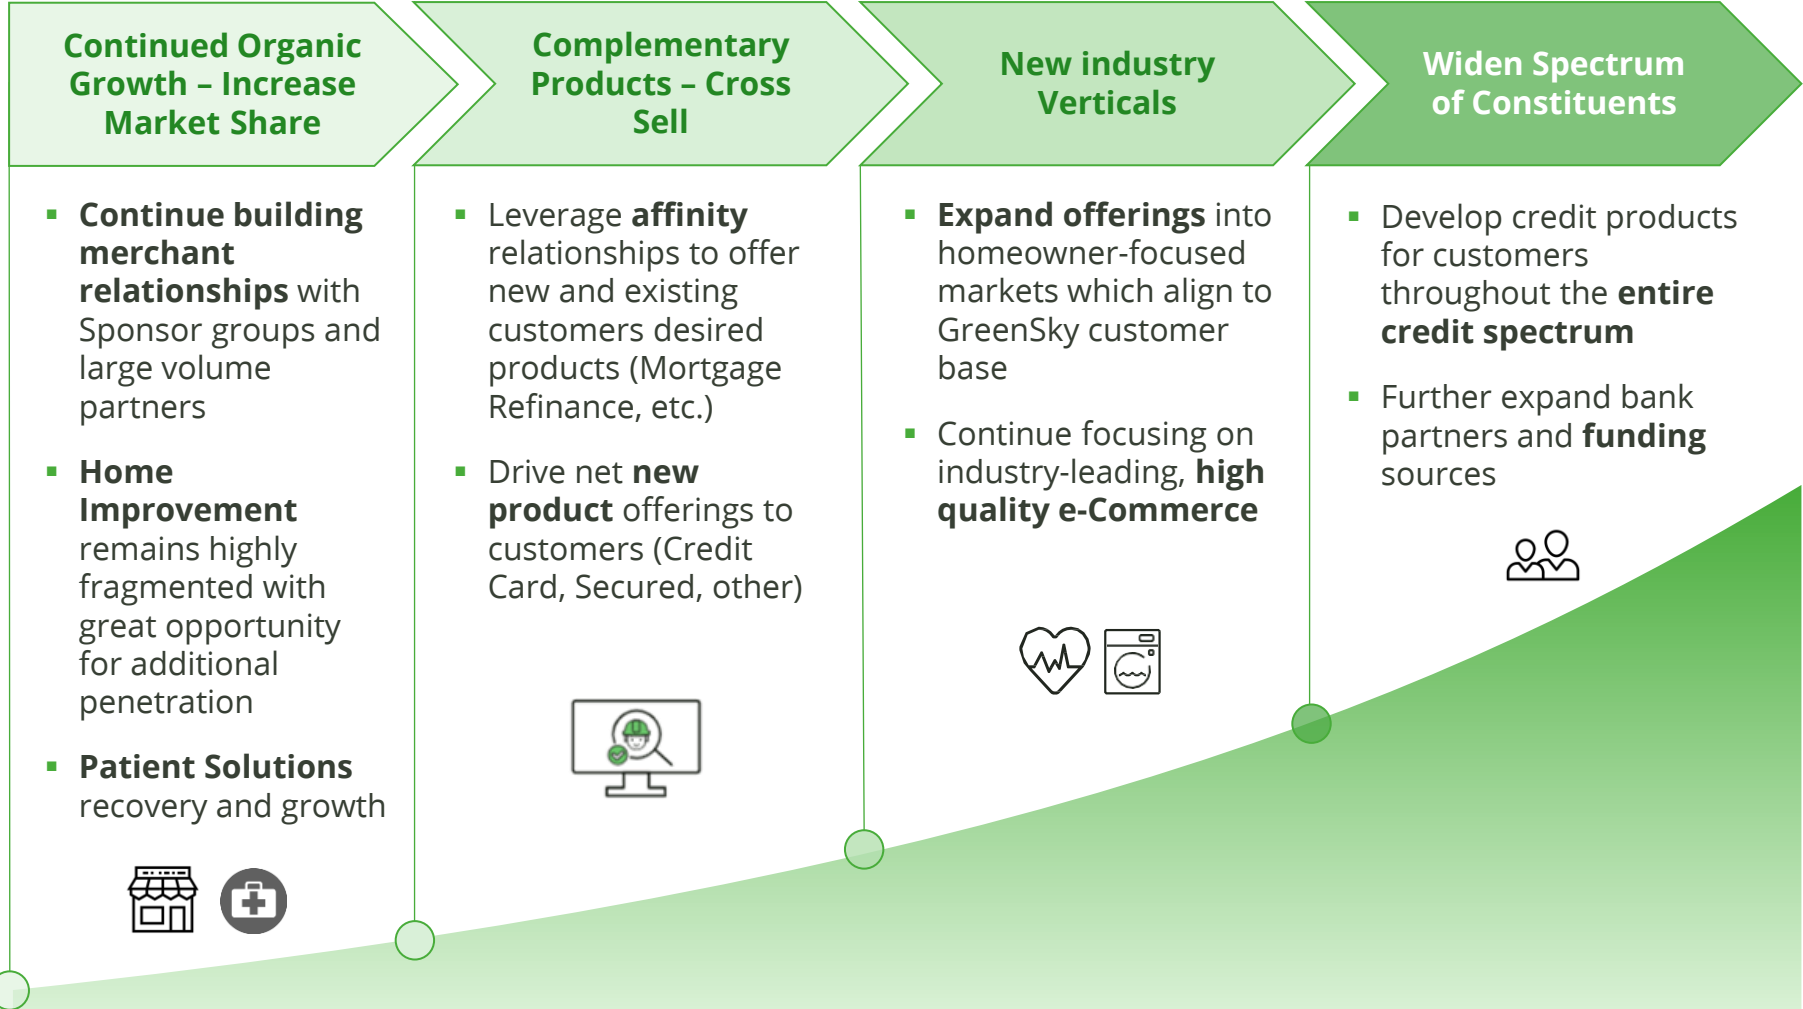 Continued Organic
Growth – Increase
Market Share
Complementary
Products – Cross
Sell
New industry
Verticals
Widen Spectrum
of Constituents
▪ Continue building
merchant
relationships with
Sponsor groups and
large volume
partners
▪ Home
Improvement
remains highly
fragmented with
great opportunity
for additional
penetration
▪ Patient Solutions
recovery and growth
▪ Leverage affinity
relationships to offer
new and existing
customers desired
products (Mortgage
Refinance, etc.)
▪ Drive net new
product offerings to
customers (Credit
Card, Secured, other)
▪ Expand offerings into
homeowner-focused
markets which align to
GreenSky customer
base
▪ Continue focusing on
industry-leading, high
quality e-Commerce
▪ Develop credit products
for customers
throughout the entire
credit spectrum
▪ Further expand bank
partners and funding
sources